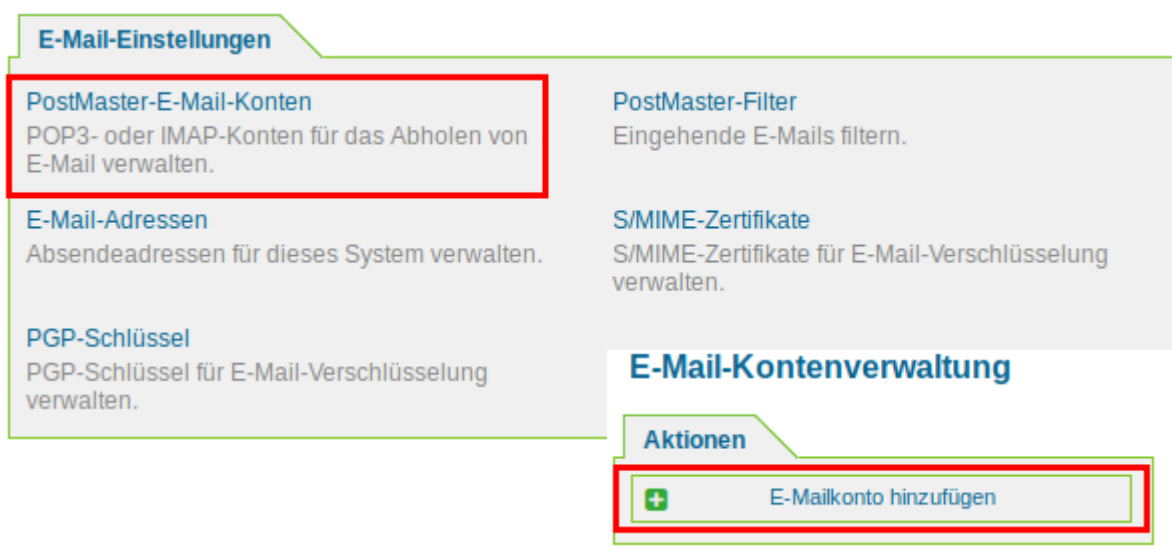 E-Mail-Einstellungen
PostMaster-E-Mail-Konten
POP3- oder IMAP-Konten für das Abholen von
E-Mail verwalten.
PostMaster-Filter
Eingehende E-Mails filtern.
E-Mail-Adressen
Absendeadressen für dieses System verwalten.
S/MIME-Zertifikate
S/MIME-Zertifikate für E-Mail-Verschlüsselung
verwalten.
PGP-Schlüssel
PGP-Schlüssel für E-Mail-Verschlüsselung
verwalten.
E-Mail-Kontenverwaltung
Aktionen
E-Mailkonto hinzufügen